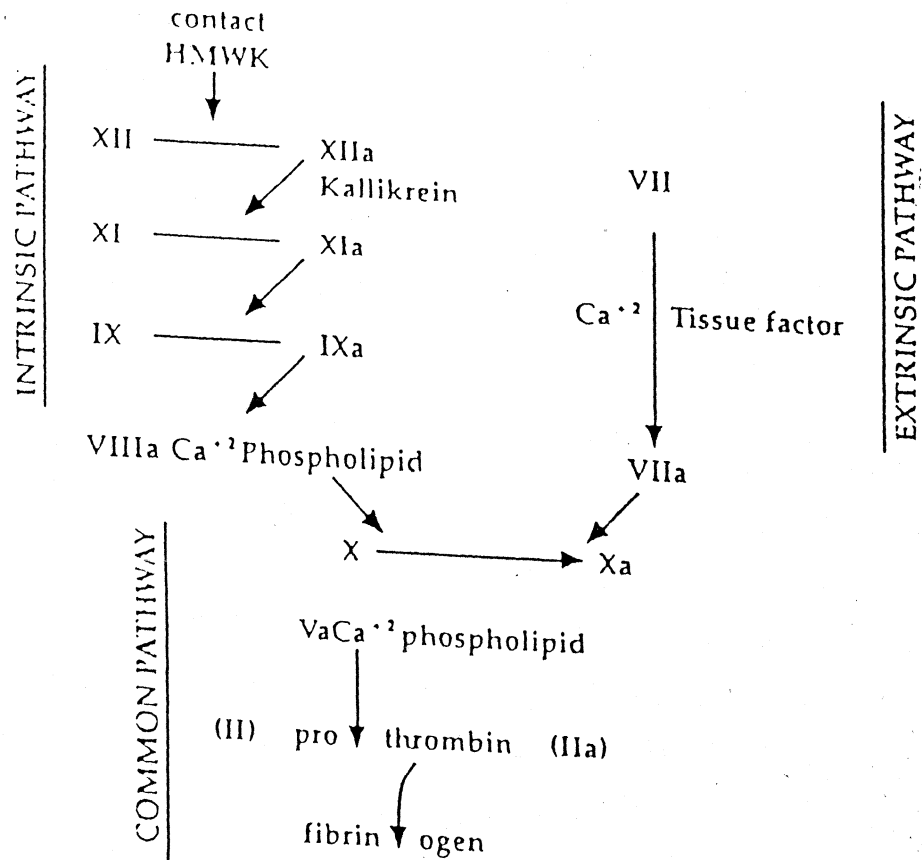 contact
HMWK
INTRINSIC PATHWAY
XII
XIIa
Kallikrein
XI
XIa
IX
IXa
VIIIa Ca+2 Phospholipid
EXTRINSIC PATHWAY
VII
Ca+2 Tissue factor
VIIa
X
Xa
COMMON PATHWAY
VaCa+2 phospholipid
(II) pro thrombin (IIa)
fibrin ogen